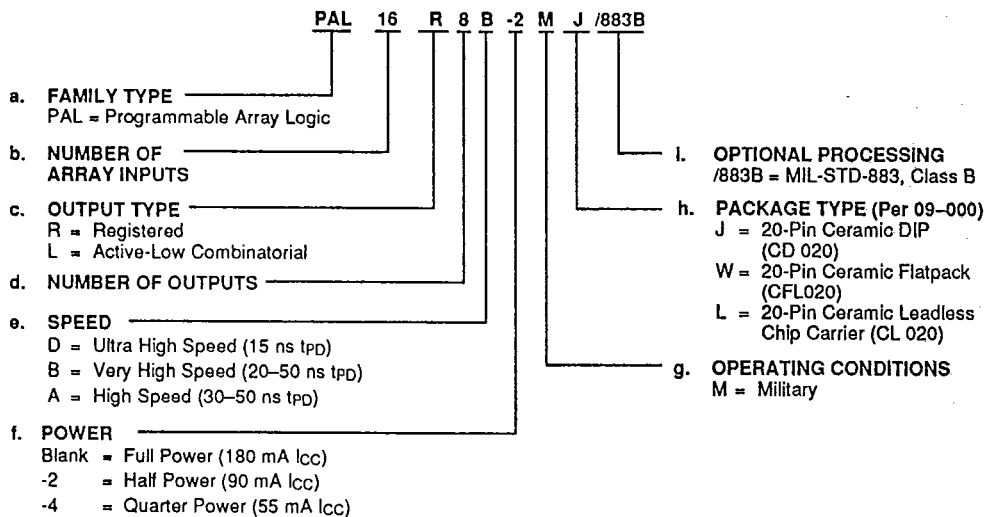 PAL 16 R 8 B -2 M J /883B
a. FAMILY TYPE
PAL = Programmable Array Logic
b. NUMBER OF
ARRAY INPUTS
c. OUTPUT TYPE
R = Registered
L = Active-Low Combinatorial
d. NUMBER OF OUTPUTS
e. SPEED
D = Ultra High Speed (15 ns tPD)
B = Very High Speed (20–50 ns tPD)
A = High Speed (30–50 ns tPD)
f. POWER
Blank = Full Power (180 mA ICC)
-2 = Half Power (90 mA ICC)
-4 = Quarter Power (55 mA ICC)
i. OPTIONAL PROCESSING
/883B = MIL-STD-883, Class B
h. PACKAGE TYPE (Per 09-000)
J = 20-Pin Ceramic DIP
(CD 020)
W = 20-Pin Ceramic Flatpack
(CFL020)
L = 20-Pin Ceramic Leadless
Chip Carrier (CL 020)
g. OPERATING CONDITIONS
M = Military